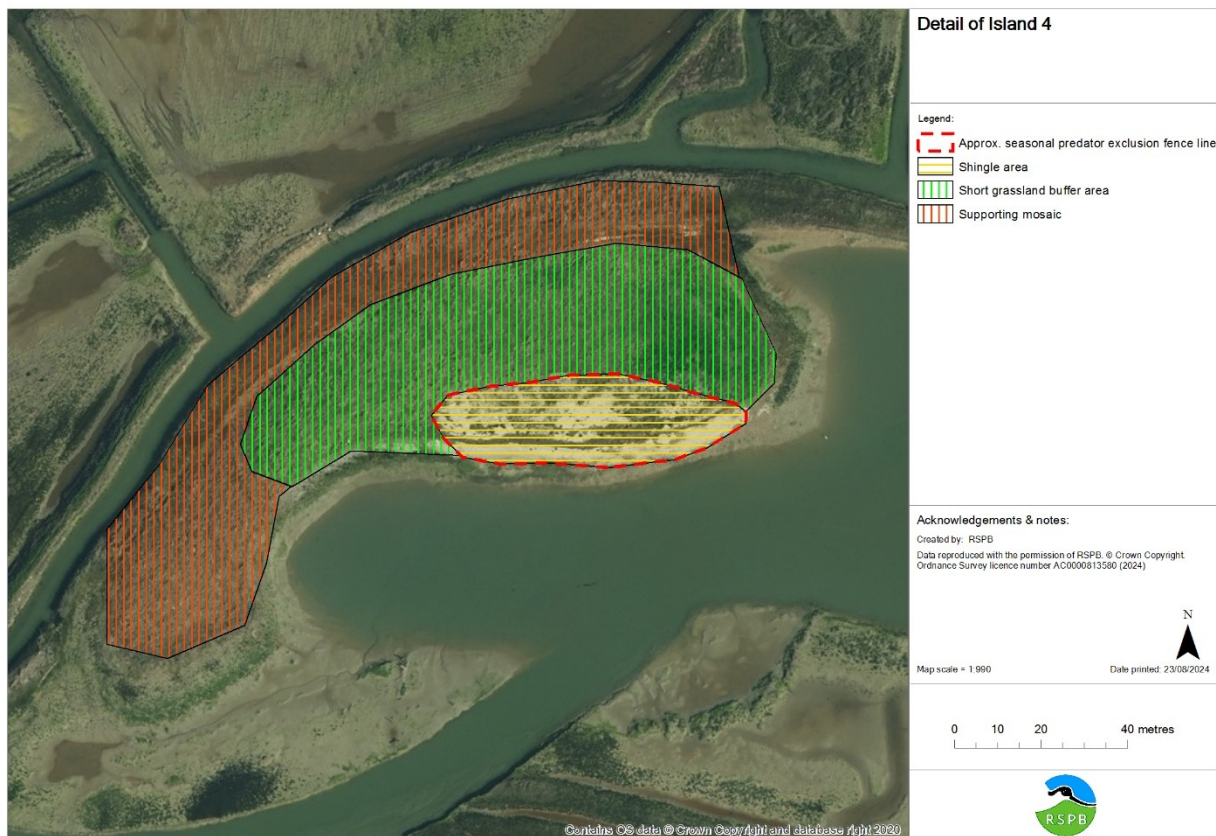 Detail of Island 4
Legend:
Approx. seasonal predator exclusion fence line
Shingle area
Short grassland buffer area
Supporting mosaic
Acknowledgements & notes:
Created by: RSPB
Data reproduced with the permission of RSPB. © Crown Copyright.
Ordnance Survey licence number AC0000813580 (2024)
N
Map scale = 1:990
Date printed: 23/08/2024
0 10 20 40 metres
RSPB
Contains OS data © Crown Copyright and database right 2020